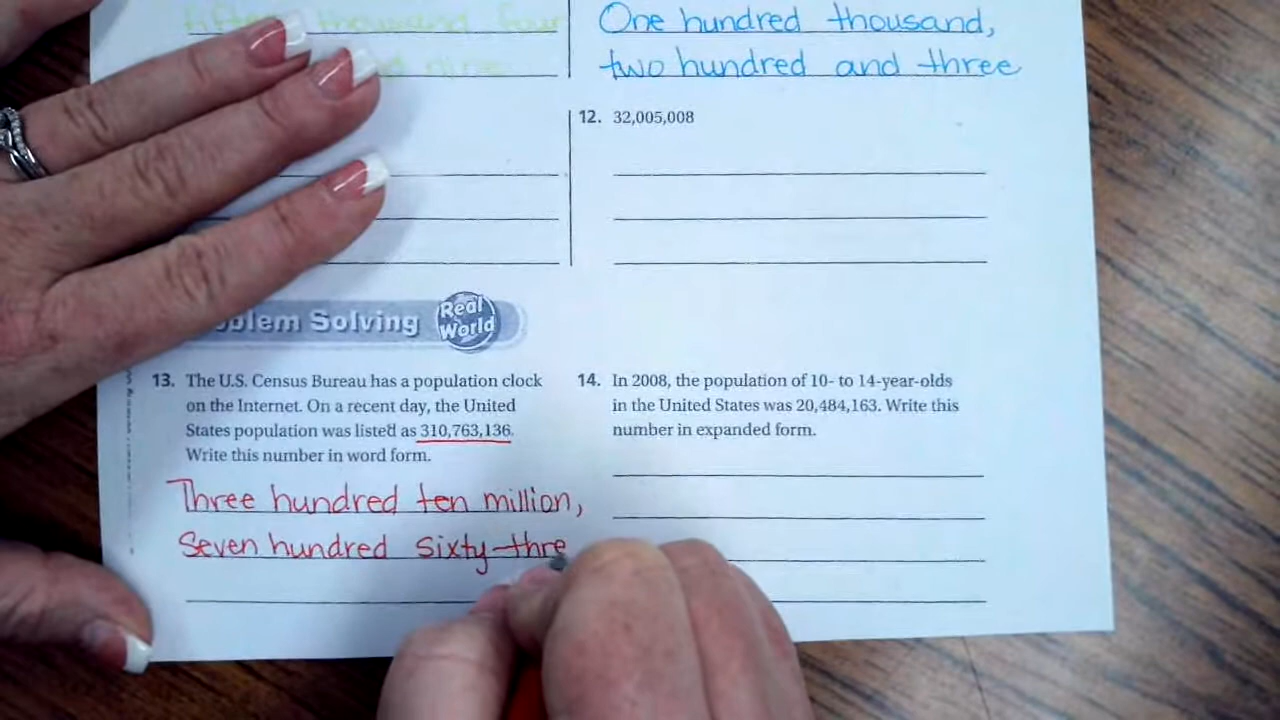 One hundred thousand,
two hundred and three
nine
12. 32,005,008
blem Solving
Real
World
13. The U.S. Census Bureau has a population clock
on the Internet. On a recent day, the United
States population was listed as 310,763,136.
Write this number in word form.
Three hundred ten million,
Seven hundred sixty-thre
14. In 2008, the population of 10- to 14-year-olds
in the United States was 20,484,163. Write this
number in expanded form.